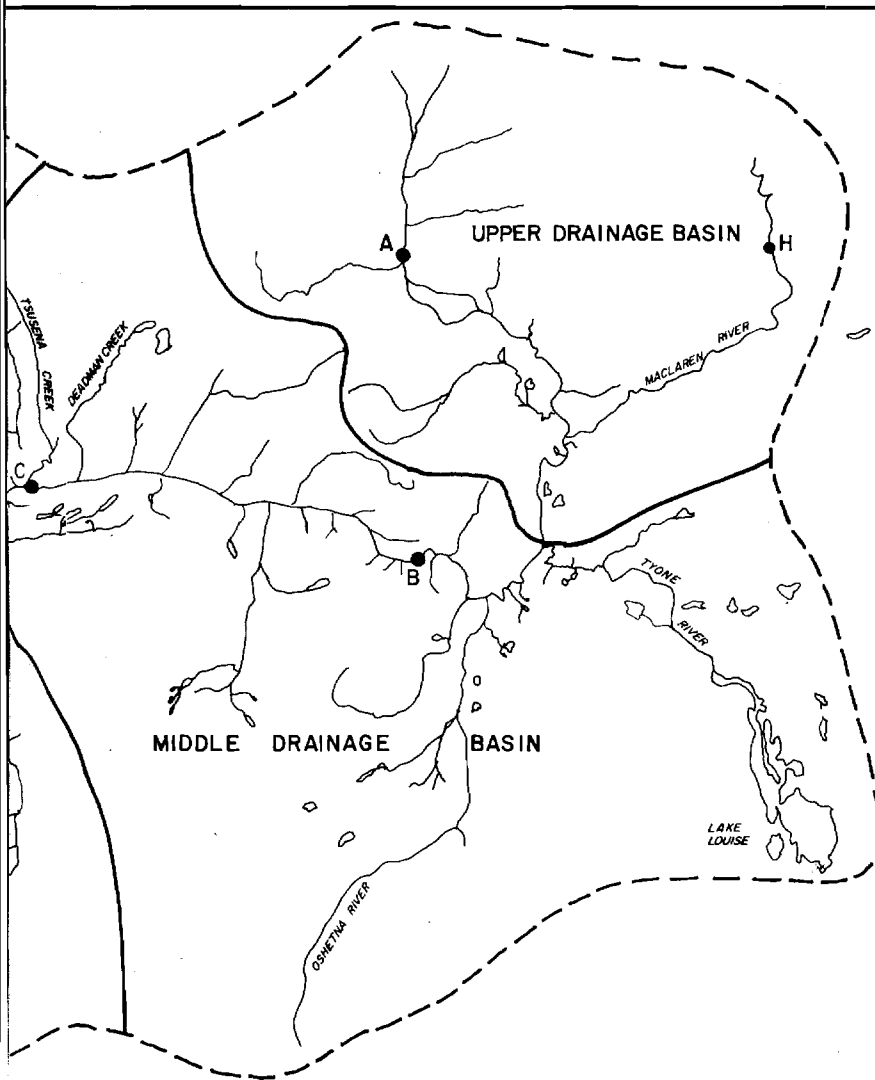 A
UPPER DRAINAGE BASIN
H
TSUSENA CREEK
DEADMAN CREEK
MACLAREN RIVER
C
B
TYONE RIVER
MIDDLE DRAINAGE BASIN
LAKE
LOUISE
OSHETNA RIVER